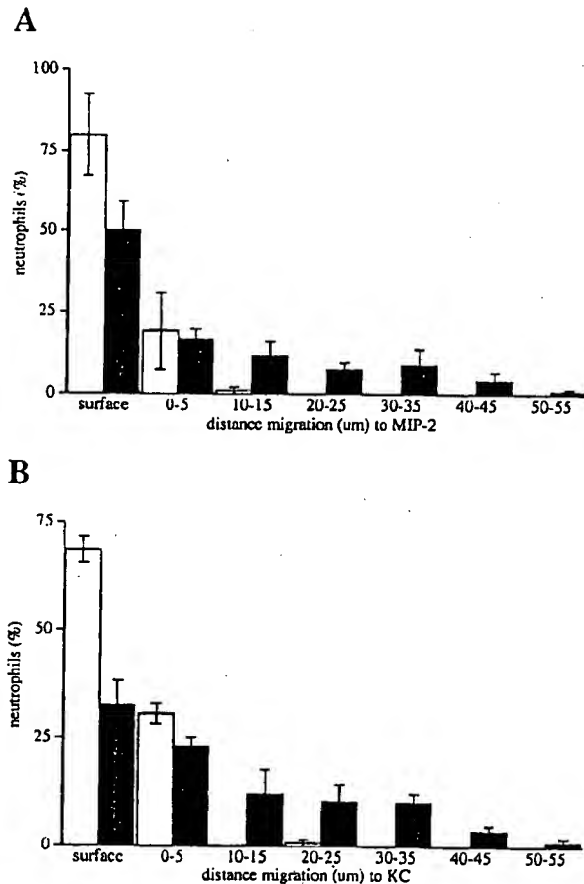 A
100
75
50
25
0
neutrophils (%)
surface 0-5 10-15 20-25 30-35 40-45 50-55
distance migration (um) to MIP-2
B
75
50
25
0
neutrophils (%)
surface 0-5 10-15 20-25 30-35 40-45 50-55
distance migration (um) to KC